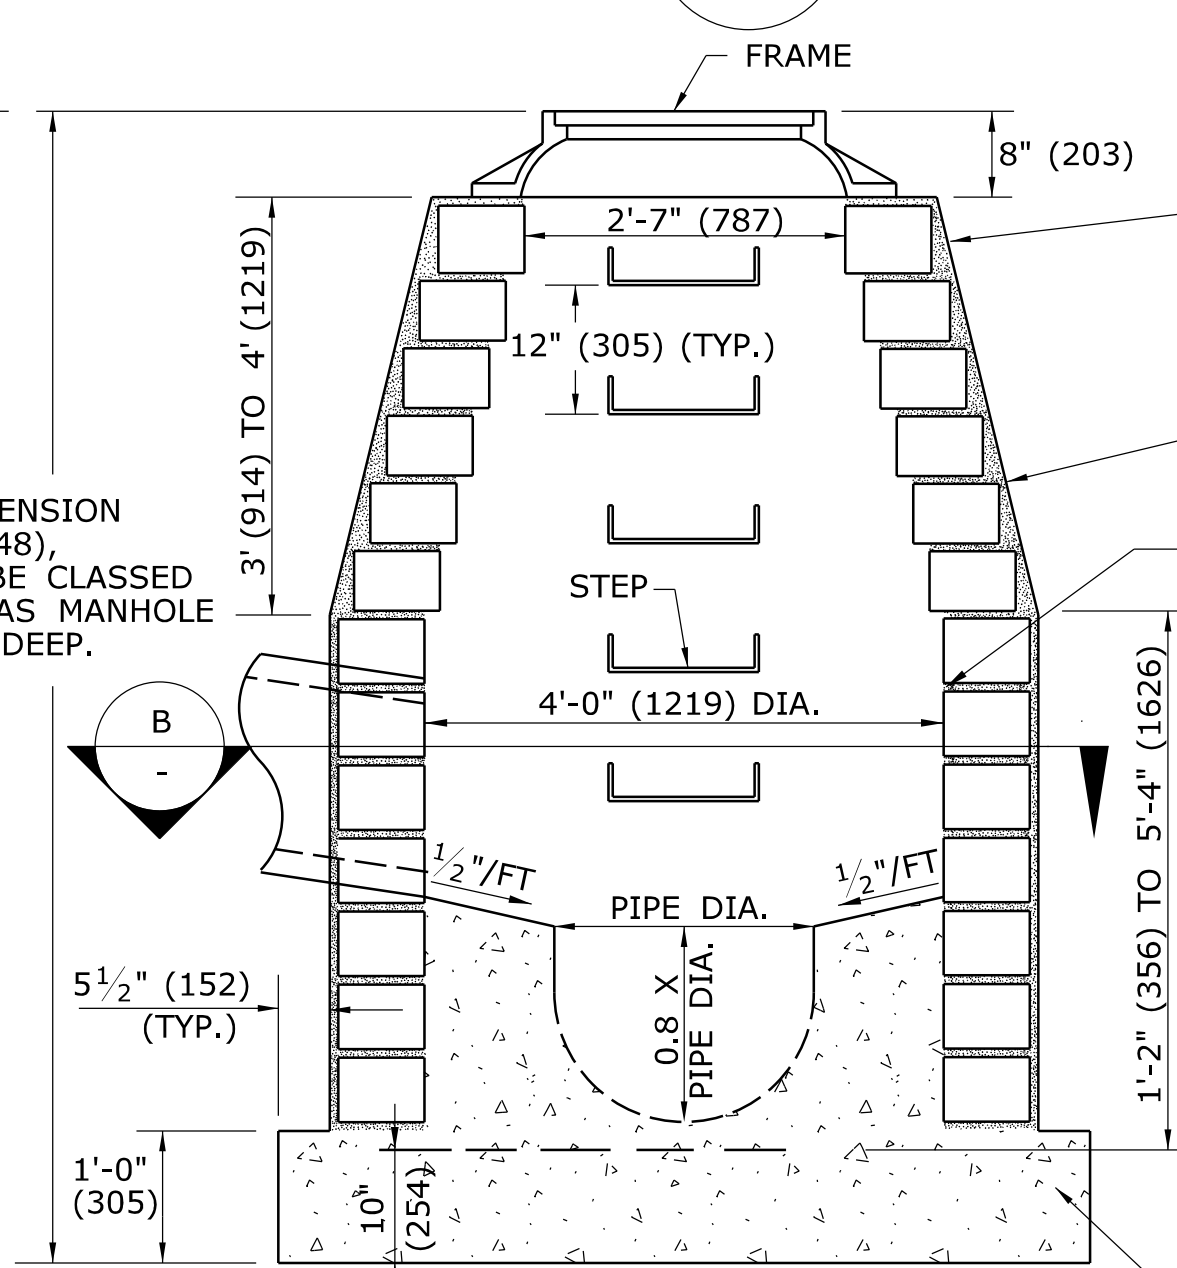 FRAME
8" (203)
2'-7" (787)
3' (914) TO 4' (1219)
12" (305) (TYP.)
ENSION
48),
BE CLASSED
AS MANHOLE
DEEP.
STEP
4'-0" (1219) DIA.
B
-
1'-2" (356) TO 5'-4" (1626)
1/2"/FT
1/2"/FT
PIPE DIA.
0.8 X
PIPE DIA.
5 1/2" (152)
(TYP.)
1'-0"
(305)
10"
(254)